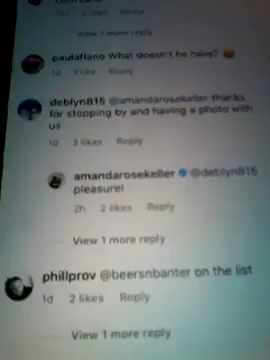 1d 2 likes Reply
View 1 more reply
paulafiano What doesn't he have? 😄
1d 1 like Reply
deblyn815 @amandarosekeller thanks
for stopping by and having a photo with
us
1d 3 likes Reply
amandarosekeller @deblyn815
pleasure!
2h 2 likes Reply
View 1 more reply
phillprov @beersnbanter on the list
1d 2 likes Reply
View 1 more reply